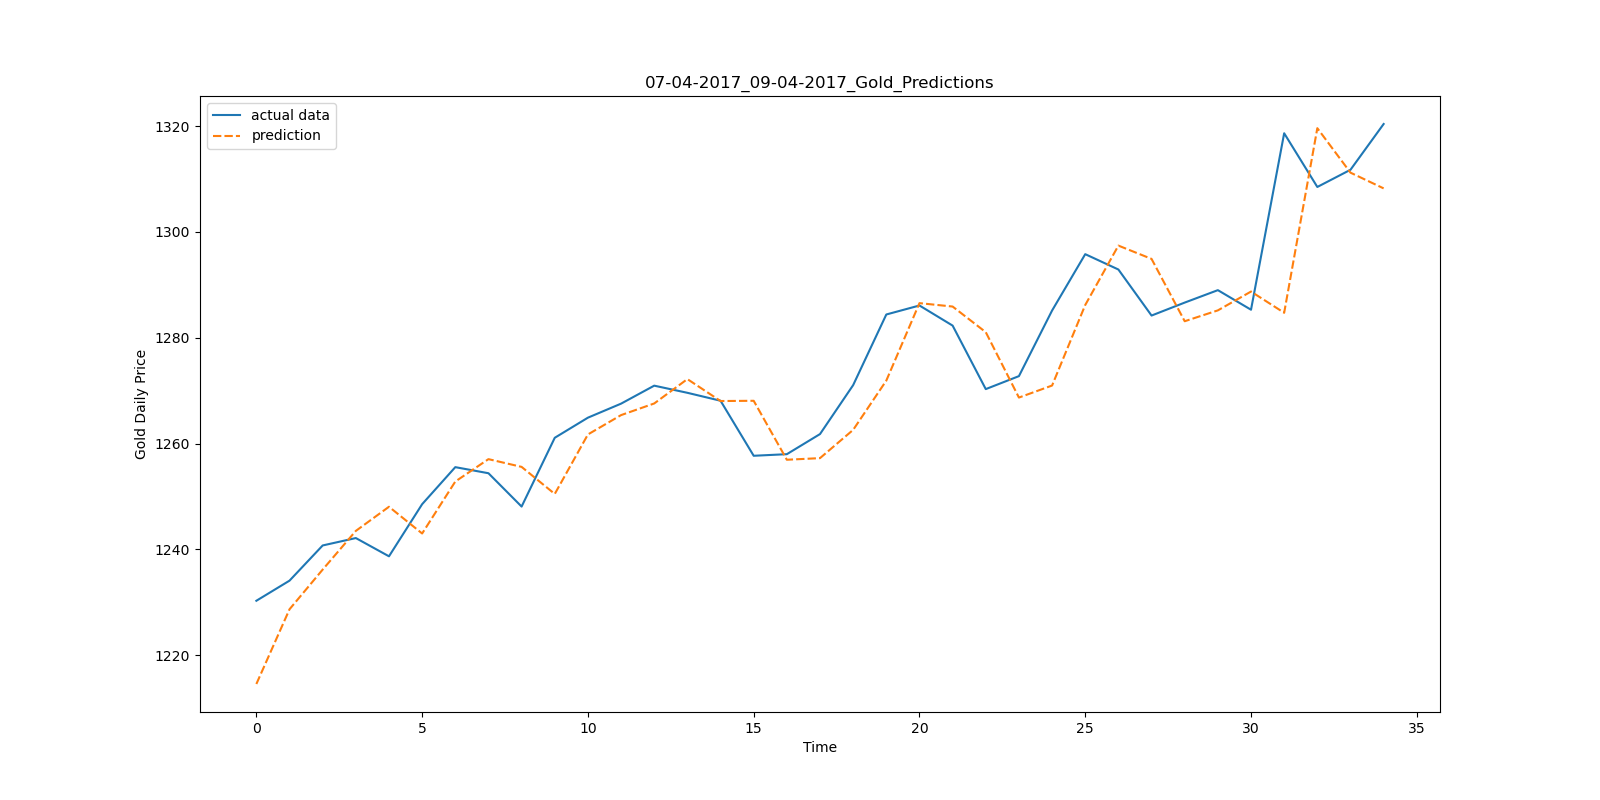 07-04-2017_09-04-2017_Gold_Predictions
actual data
prediction
1320
1300
1280
1260
1240
1220
Gold Daily Price
0 5 10 15 20 25 30 35
Time